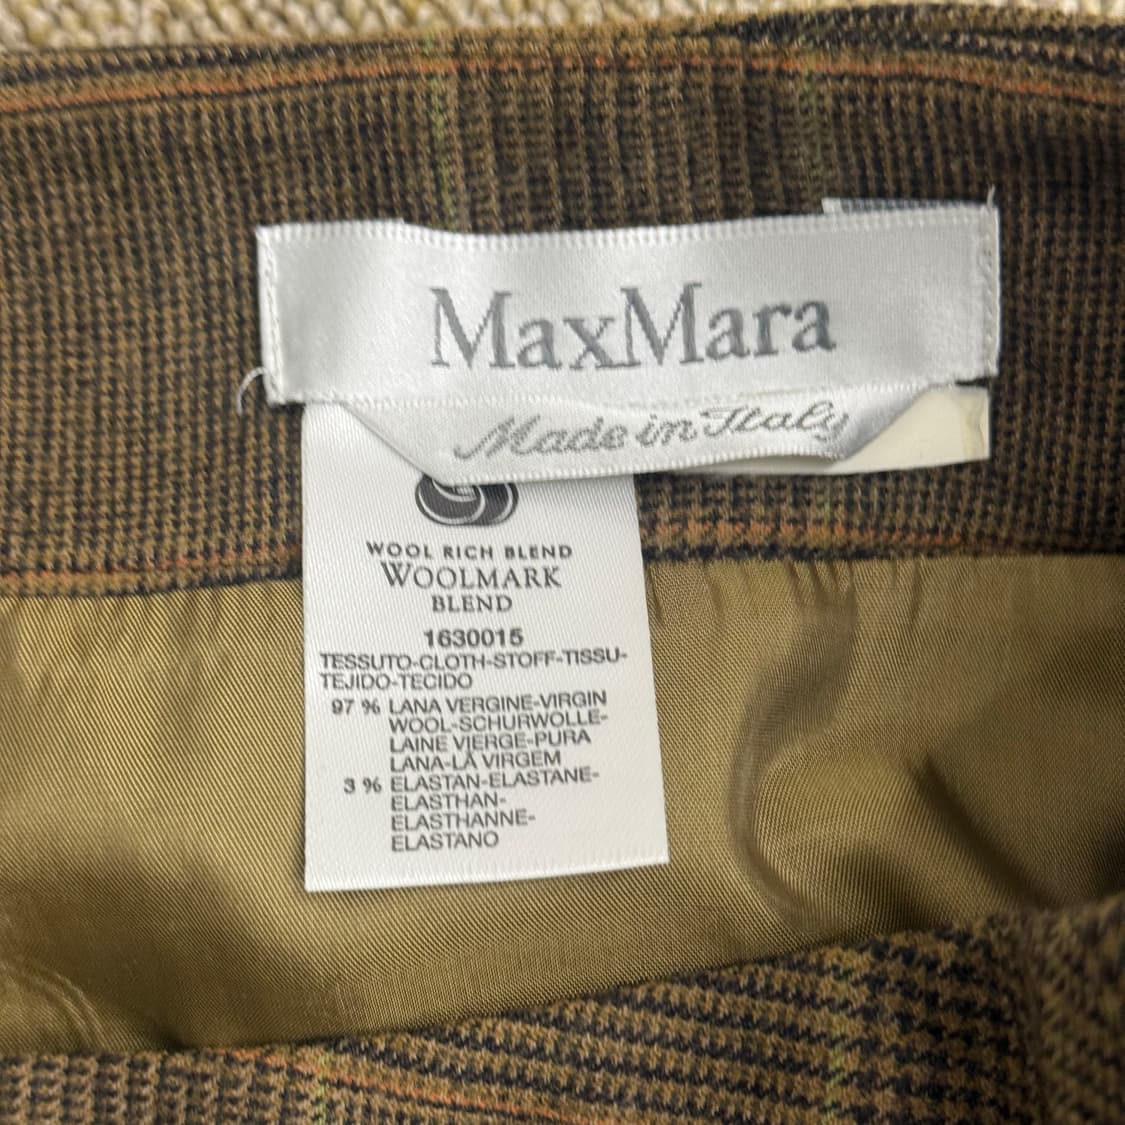 MaxMara
Made in Italy
WOOL RICH BLEND
WOOLMARK
BLEND
1630015
TESSUTO-CLOTH-STOFF-TISSU-
TEJIDO-TECIDO
97 % LANA VERGINE-VIRGIN
WOOL-SCHURWOLLE-
LAINE VIERGE-PURA
LANA-LÃ VIRGEM
3 % ELASTAN-ELASTANE-
ELASTHAN-
ELASTHANNE-
ELASTANO